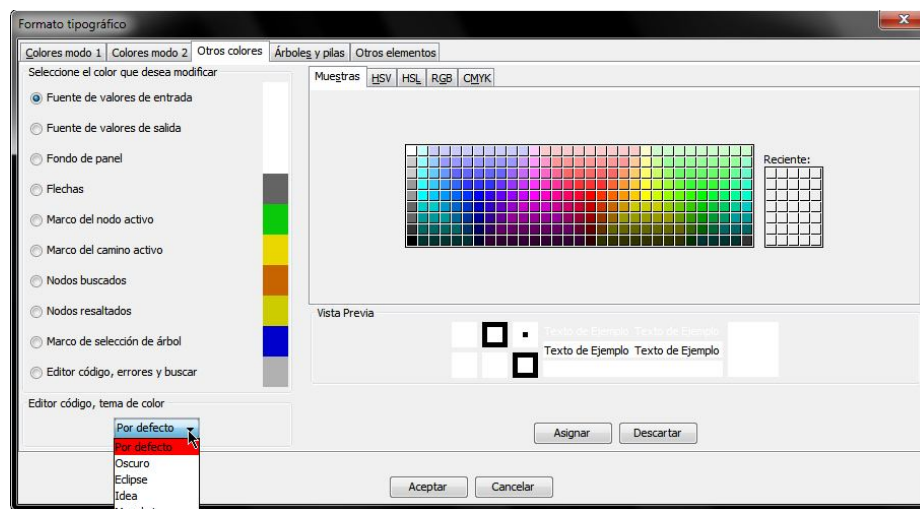 Formato tipográfico
Colores modo 1 Colores modo 2 Otros colores Árboles y pilas Otros elementos
Seleccione el color que desea modificar
Fuente de valores de entrada
Fuente de valores de salida
Fondo de panel
Flechas
Marco del nodo activo
Marco del camino activo
Nodos buscados
Nodos resaltados
Marco de selección de árbol
Editor código, errores y buscar
Editor código, tema de color
Por defecto
Por defecto
Oscuro
Eclipse
Idea
Muestras HSV HSL RGB CMYK
Reciente:
Vista Previa
Texto de Ejemplo Texto de Ejemplo
Texto de Ejemplo Texto de Ejemplo
Asignar Descartar
Aceptar Cancelar